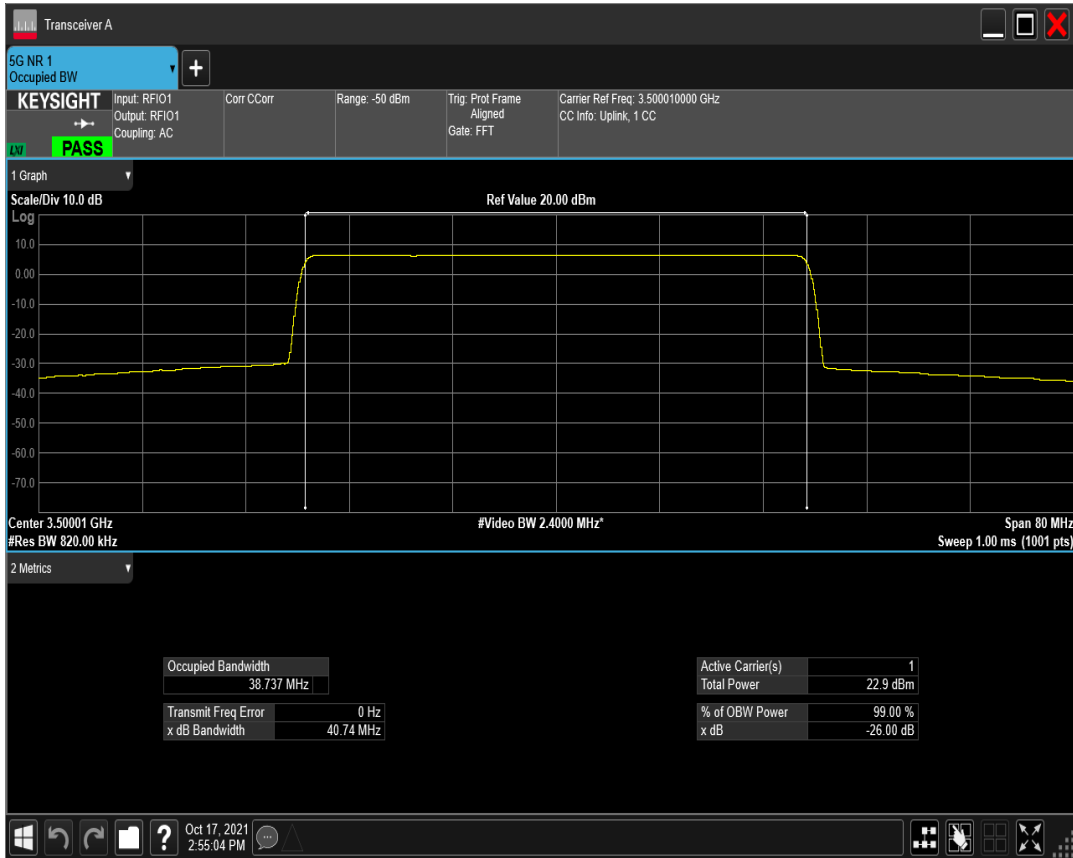 Transceiver A
5G NR 1
Occupied BW
KEYSIGHT
LXI
PASS
Input: RFIO1
Output: RFIO1
Coupling: AC
Corr CCorr
Range: -50 dBm
Trig: Prot Frame
Aligned
Gate: FFT
Carrier Ref Freq: 3.500010000 GHz
CC Info: Uplink, 1 CC
1 Graph
Scale/Div 10.0 dB
Ref Value 20.00 dBm
Log
10.0
0.00
-10.0
-20.0
-30.0
-40.0
-50.0
-60.0
-70.0
Center 3.50001 GHz
#Video BW 2.4000 MHz*
Span 80 MHz
#Res BW 820.00 kHz
Sweep 1.00 ms (1001 pts)
2 Metrics
Occupied Bandwidth
38.737 MHz
Transmit Freq Error 0 Hz
x dB Bandwidth 40.74 MHz
Active Carrier(s) 1
Total Power 22.9 dBm
% of OBW Power 99.00 %
x dB -26.00 dB
?
Oct 17, 2021
2:55:04 PM